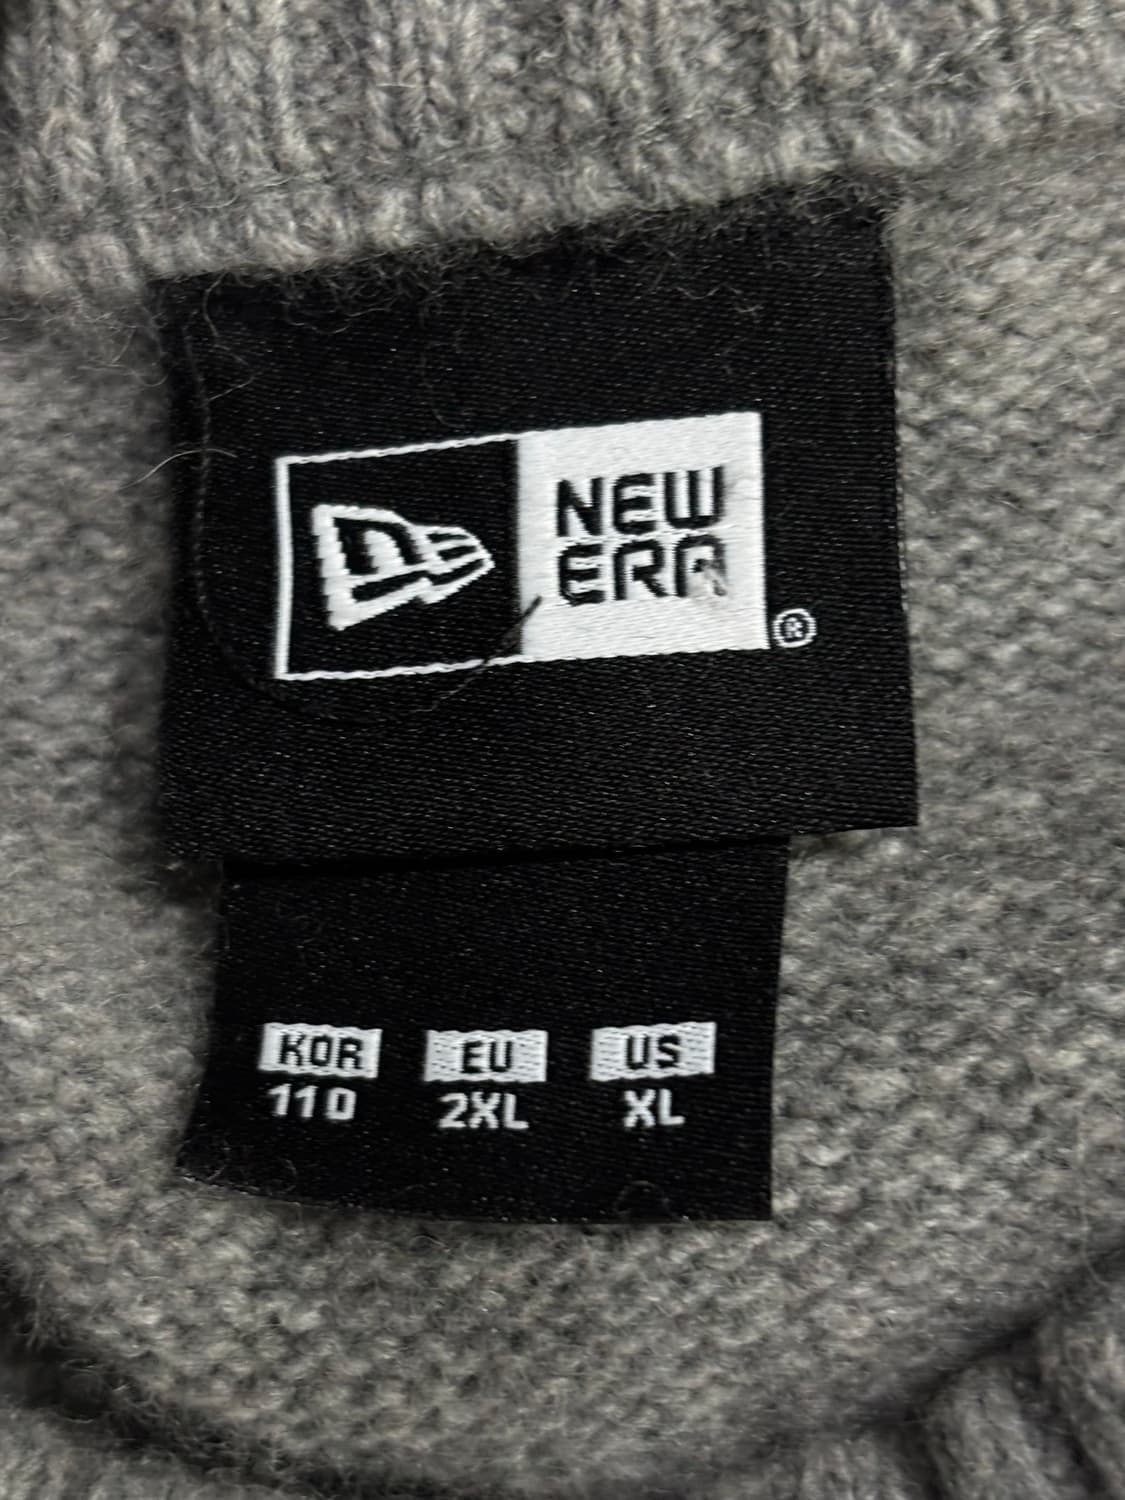 NEW
ERA
®
KOR EU US
110 2XL XL